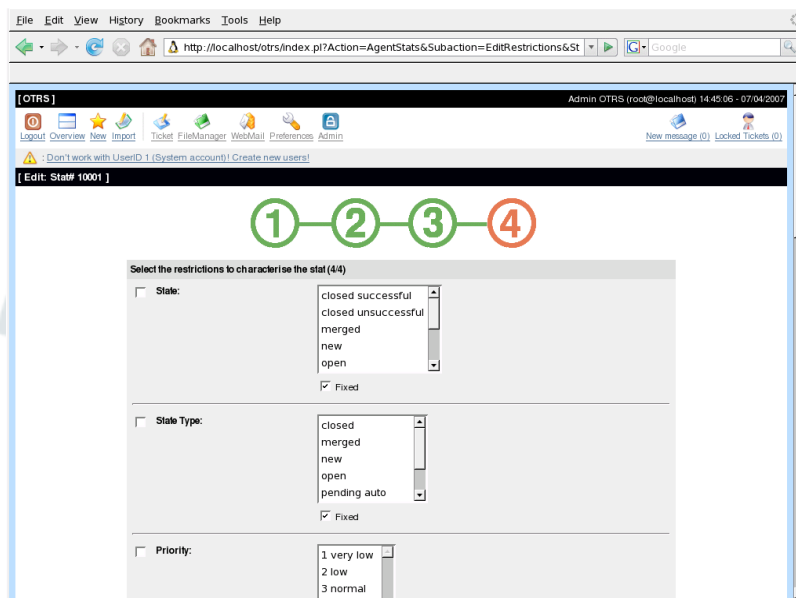 File Edit View History Bookmarks Tools Help
http://localhost/otrs/index.pl?Action=AgentStats&Subaction=EditRestrictions&St
G
Google
[ OTRS ]
Admin OTRS (root@localhost) 14:45:06 - 07/04/2007
Logout Overview New Import Ticket FileManager WebMail Preferences Admin
New message (0) Locked Tickets (0)
: Don't work with UserID 1 (System account)! Create new users!
[ Edit: Stat# 10001 ]
1 2 3 4
Select the restrictions to characterise the stat (4/4)
State:
closed successful
closed unsuccessful
merged
new
open
Fixed
State Type:
closed
merged
new
open
pending auto
Fixed
Priority:
1 very low
2 low
3 normal